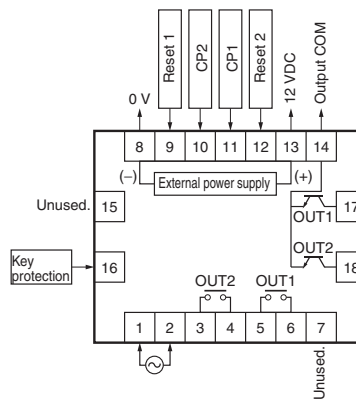 Reset 1
CP2
CP1
Reset 2
12 VDC
Output COM
0 V
8 9 10 11 12 13 14
(−) External power supply (+)
Unused. 15
17
OUT1
Key
protection
16
OUT2
18
OUT2 OUT1
1 2 3 4 5 6 7
Unused.